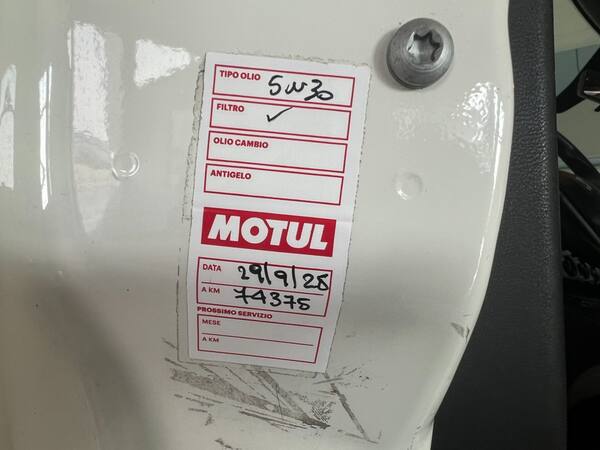 TIPO OLIO 5W30
FILTRO ✓
OLIO CAMBIO
ANTIGELO
MOTUL
DATA 29/9/25
A KM 74375
PROSSIMO SERVIZIO
MESE
A KM